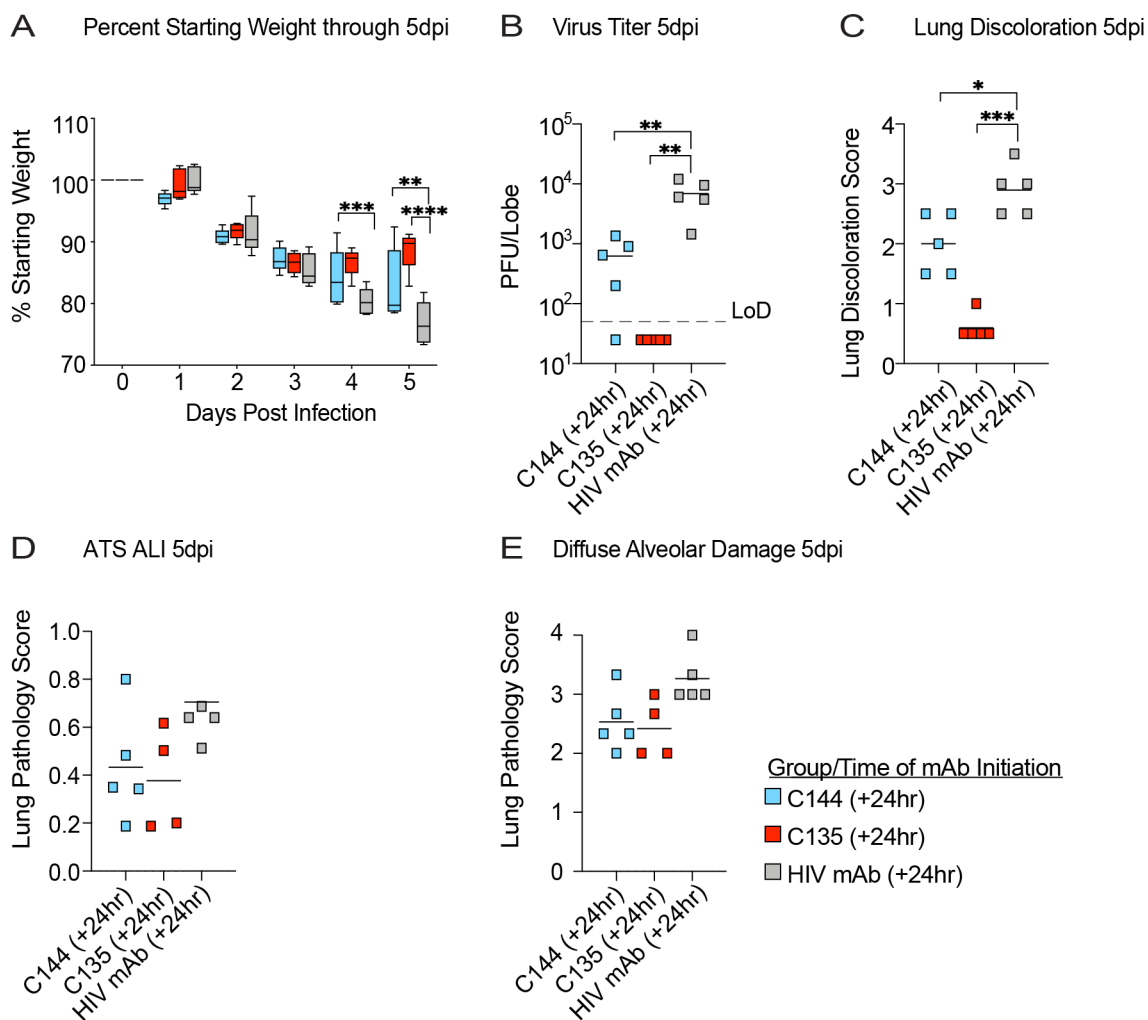 A Percent Starting Weight through 5dpi
% Starting Weight
110
100
90
80
70
*** ** ****
0 1 2 3 4 5
Days Post Infection
B Virus Titer 5dpi
PFU/Lobe
10^5
10^4
10^3
10^2
10^1
**
**
LoD
C144 (+24hr)
C135 (+24hr)
HIV mAb (+24hr)
C Lung Discoloration 5dpi
Lung Discoloration Score
4
3
2
1
0
*
***
C144 (+24hr)
C135 (+24hr)
HIV mAb (+24hr)
D ATS ALI 5dpi
Lung Pathology Score
1.0
0.8
0.6
0.4
0.2
0.0
C144 (+24hr)
C135 (+24hr)
HIV mAb (+24hr)
E Diffuse Alveolar Damage 5dpi
Lung Pathology Score
4
3
2
1
0
C144 (+24hr)
C135 (+24hr)
HIV mAb (+24hr)
Group/Time of mAb Initiation
C144 (+24hr)
C135 (+24hr)
HIV mAb (+24hr)